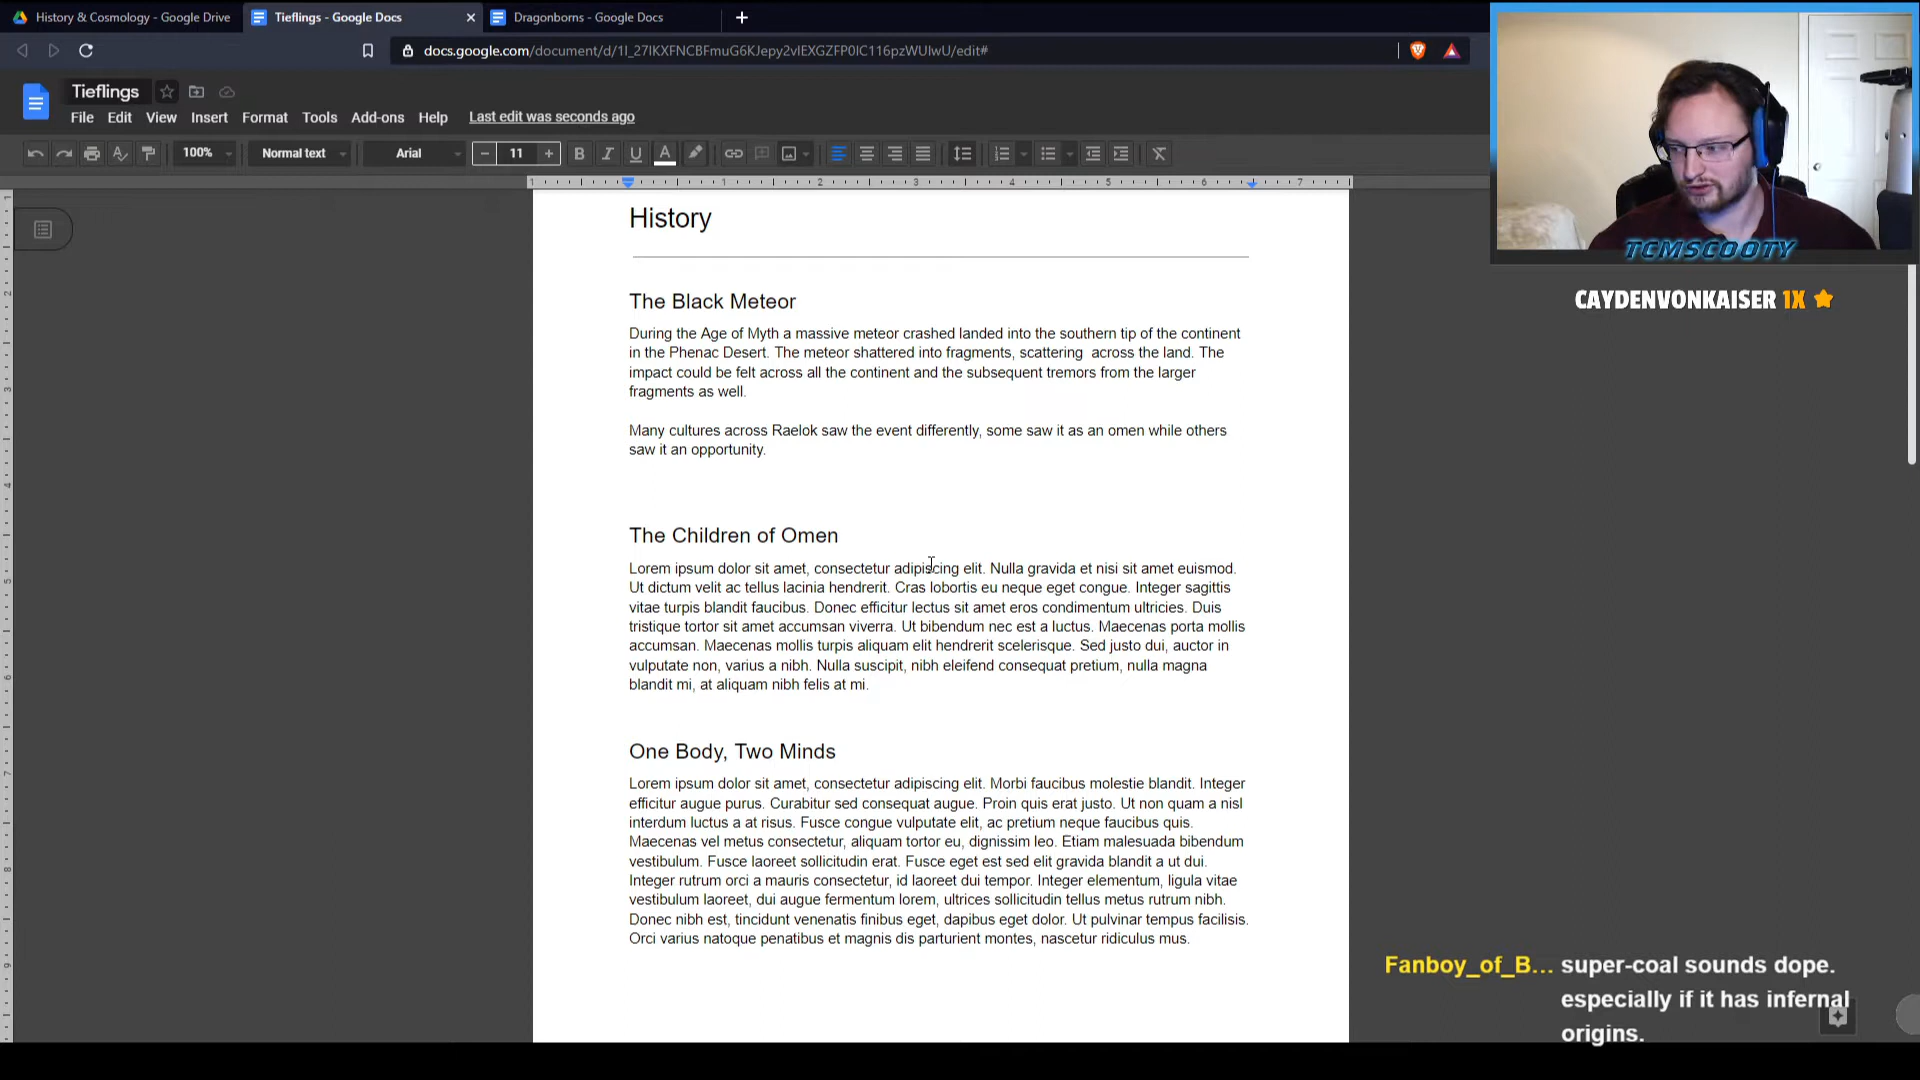 History & Cosmology - Google Drive
Tieflings - Google Docs
Dragonborns - Google Docs
docs.google.com/document/d/1I_27IKXFNCBFmuG6KJepy2vIEXGZFP0IC116pzWUIwU/edit#
Tieflings
File Edit View Insert Format Tools Add-ons Help Last edit was seconds ago
100% Normal text Arial 11
History
The Black Meteor
During the Age of Myth a massive meteor crashed landed into the southern tip of the continent
in the Phenac Desert. The meteor shattered into fragments, scattering  across the land. The
impact could be felt across all the continent and the subsequent tremors from the larger
fragments as well.
Many cultures across Raelok saw the event differently, some saw it as an omen while others
saw it an opportunity.
The Children of Omen
Lorem ipsum dolor sit amet, consectetur adipiscing elit. Nulla gravida et nisi sit amet euismod.
Ut dictum velit ac tellus lacinia hendrerit. Cras lobortis eu neque eget congue. Integer sagittis
vitae turpis blandit faucibus. Donec efficitur lectus sit amet eros condimentum ultricies. Duis
tristique tortor sit amet accumsan viverra. Ut bibendum nec est a luctus. Maecenas porta mollis
accumsan. Maecenas mollis turpis aliquam elit hendrerit scelerisque. Sed justo dui, auctor in
vulputate non, varius a nibh. Nulla suscipit, nibh eleifend consequat pretium, nulla magna
blandit mi, at aliquam nibh felis at mi.
One Body, Two Minds
Lorem ipsum dolor sit amet, consectetur adipiscing elit. Morbi faucibus molestie blandit. Integer
efficitur augue purus. Curabitur sed consequat augue. Proin quis erat justo. Ut non quam a nisl
interdum luctus a at risus. Fusce congue vulputate elit, ac pretium neque faucibus quis.
Maecenas vel metus consectetur, aliquam tortor eu, dignissim leo. Etiam malesuada bibendum
vestibulum. Fusce laoreet sollicitudin erat. Fusce eget est sed elit gravida blandit a ut dui.
Integer rutrum orci a mauris consectetur, id laoreet dui tempor. Integer elementum, ligula vitae
vestibulum laoreet, dui augue fermentum lorem, ultrices sollicitudin tellus metus rutrum nibh.
Donec nibh est, tincidunt venenatis finibus eget, dapibus eget dolor. Ut pulvinar tempus facilisis.
Orci varius natoque penatibus et magnis dis parturient montes, nascetur ridiculus mus.
TCMSCOOTY
CAYDENVONKAISER 1X
Fanboy_of_B... super-coal sounds dope.
especially if it has infernal
origins.